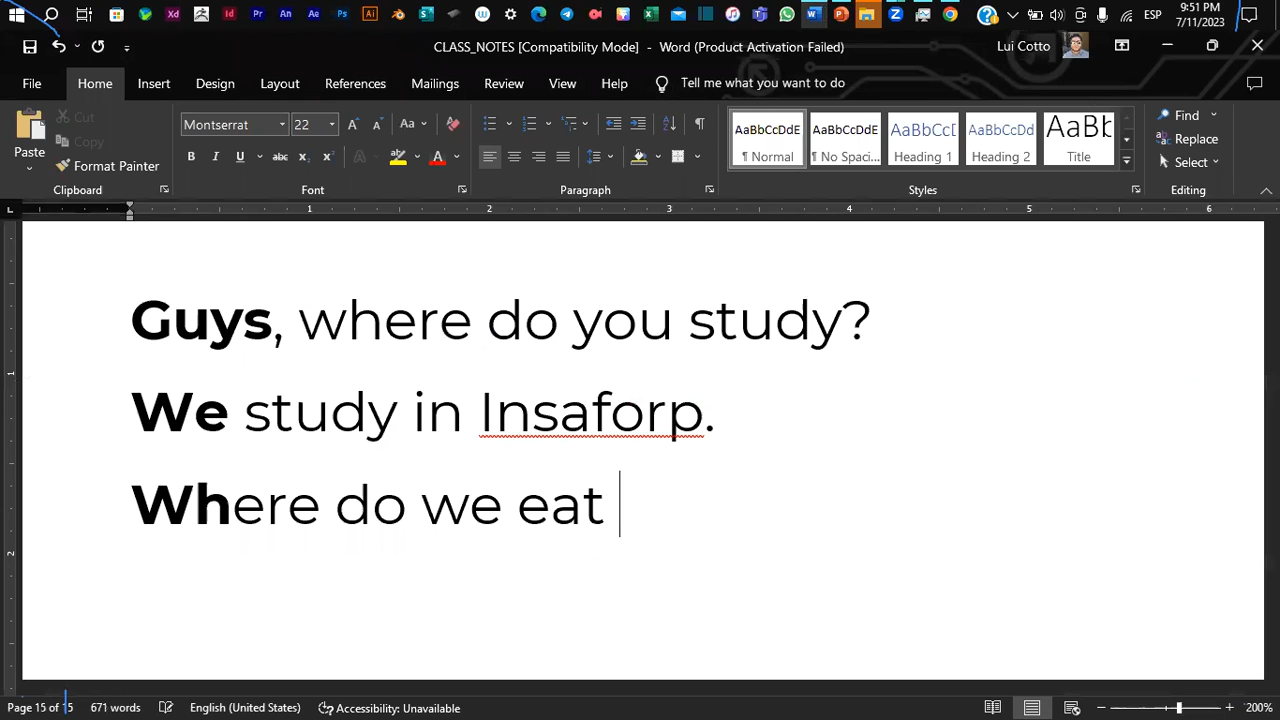 9:51 PM
ESP
7/11/2023
CLASS_NOTES [Compatibility Mode] - Word (Product Activation Failed)
Lui Cotto
File Home Insert Design Layout References Mailings Review View Help Tell me what you want to do
Paste
Cut
Copy
Format Painter
Clipboard
Montserrat 22
Font
Paragraph
AaBbCcDdE AaBbCcDdE AaBbCc[ AaBbCcDd AaBb
¶ Normal ¶ No Spaci... Heading 1 Heading 2 Title
Styles
Find
Replace
Select
Editing
1 2 3 4 5 6
Guys, where do you study?
We study in Insaforp.
Where do we eat
1
2
Page 15 of 15 671 words English (United States) Accessibility: Unavailable 200%